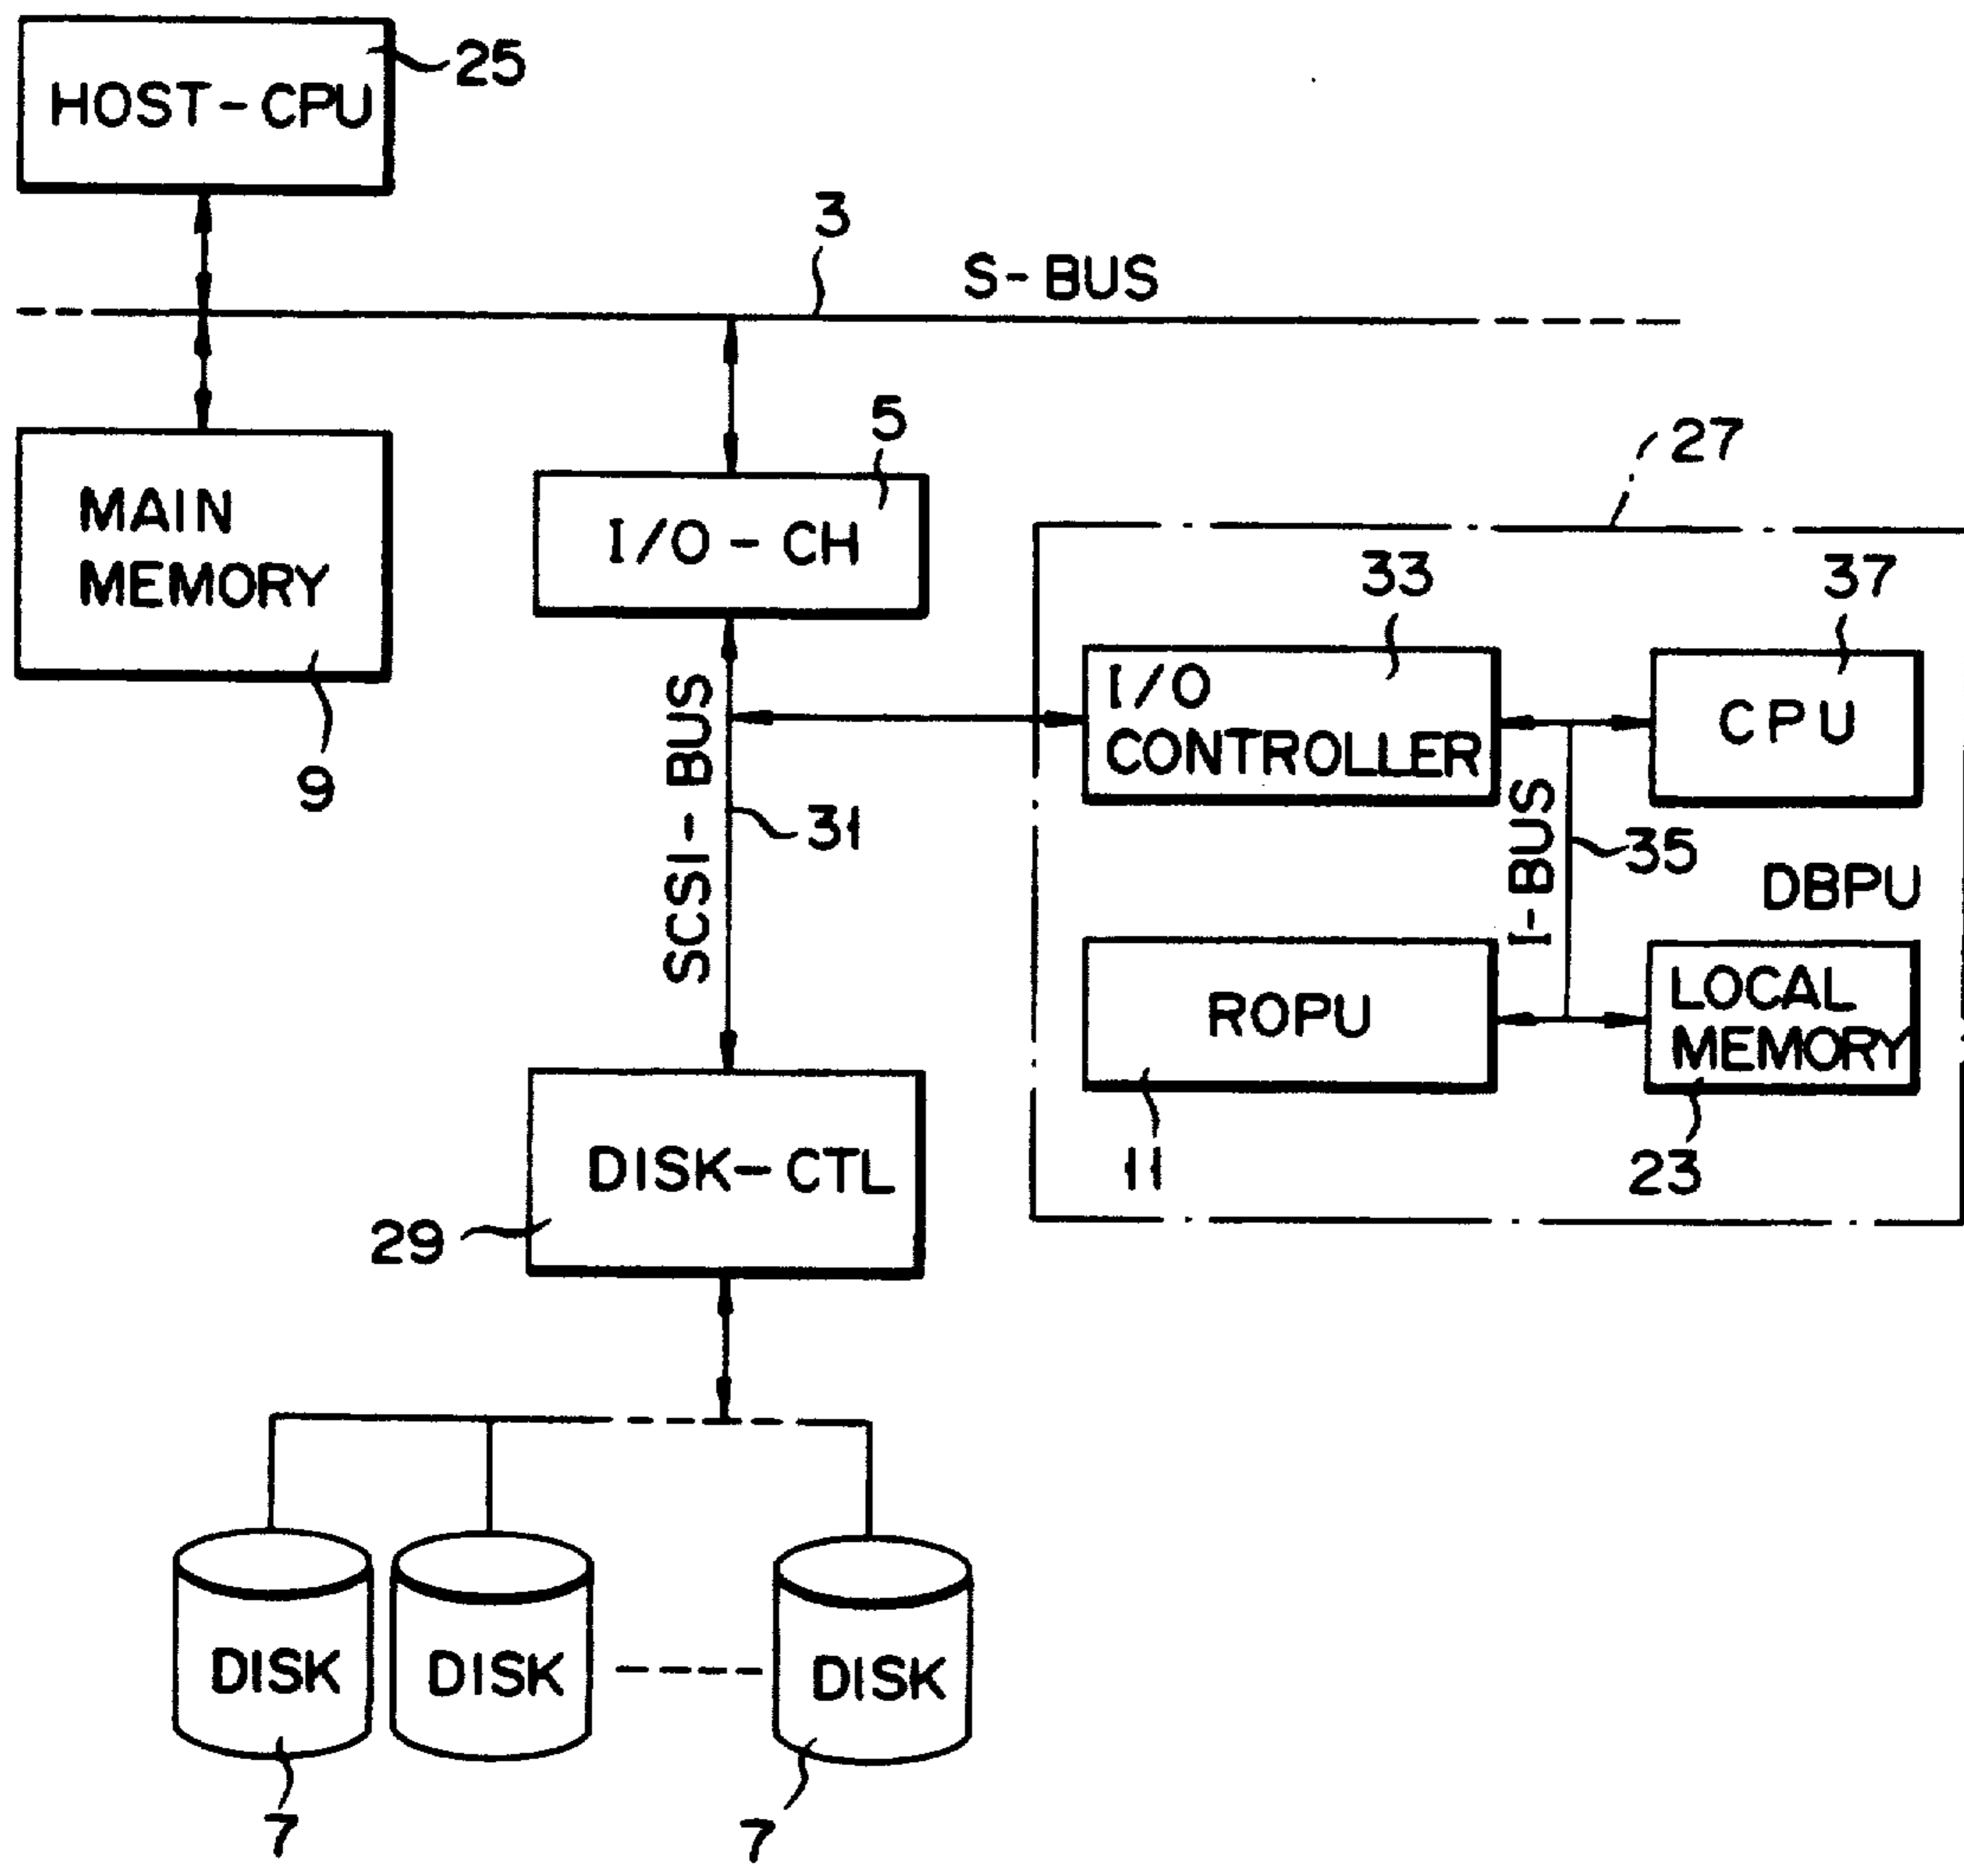 25
HOST-CPU
3
S-BUS
5
27
MAIN
MEMORY
I/O-CH
33
37
I/O
CONTROLLER
CPU
9
SCSI-BUS
31
I-BUS
35
DBPU
ROPU
LOCAL
MEMORY
11
23
DISK-CTL
29
DISK
DISK
DISK
7
7